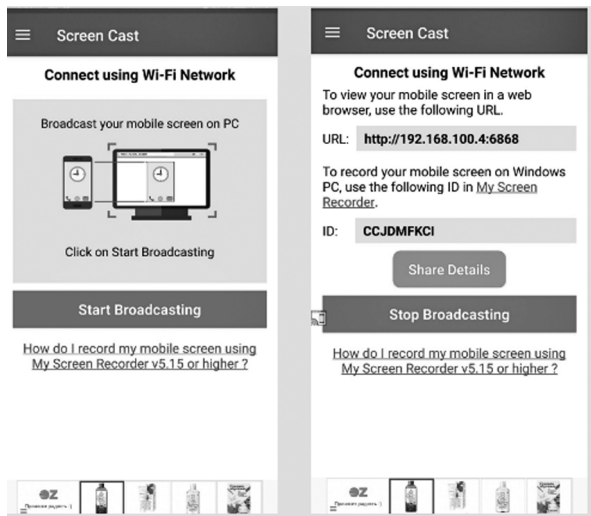 Screen Cast
Connect using Wi-Fi Network
Broadcast your mobile screen on PC
Click on Start Broadcasting
Start Broadcasting
How do I record my mobile screen using
My Screen Recorder v5.15 or higher ?
OZ
Screen Cast
Connect using Wi-Fi Network
To view your mobile screen in a web
browser, use the following URL.
URL: http://192.168.100.4:6868
To record your mobile screen on Windows
PC, use the following ID in My Screen
Recorder.
ID: CCJDMFKCI
Share Details
Stop Broadcasting
How do I record my mobile screen using
My Screen Recorder v5.15 or higher ?
OZ